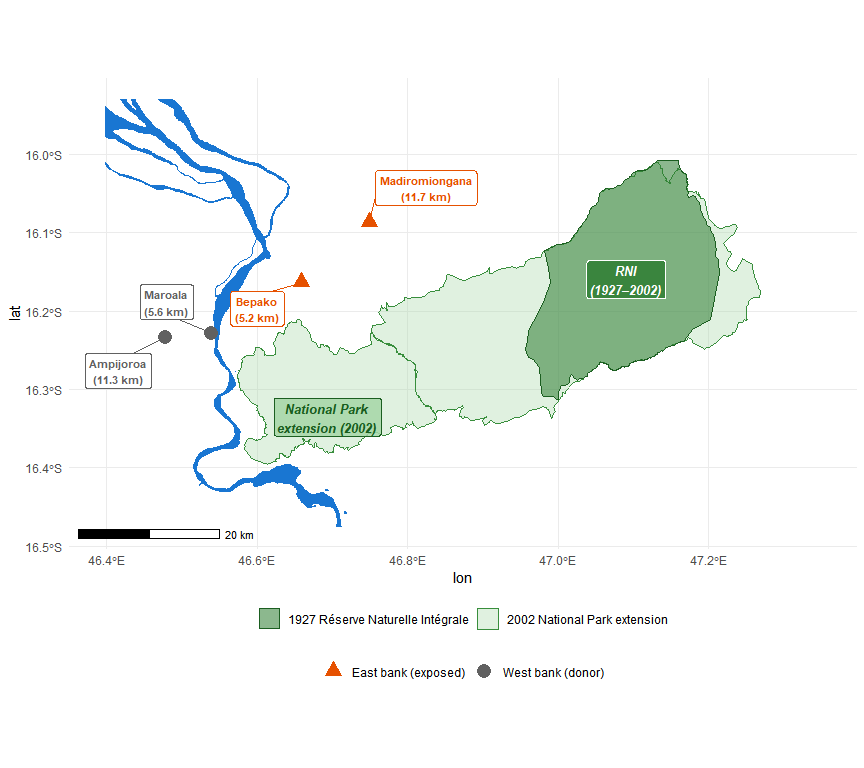 16.0°S
16.1°S
16.2°S
16.3°S
16.4°S
16.5°S
lat
Madiromiongana
(11.7 km)
RNI
(1927–2002)
Maroala
(5.6 km)
Bepako
(5.2 km)
Ampijoroa
(11.3 km)
National Park
extension (2002)
20 km
46.4°E
46.6°E
46.8°E
47.0°E
47.2°E
lon
1927 Réserve Naturelle Intégrale
2002 National Park extension
East bank (exposed)
West bank (donor)